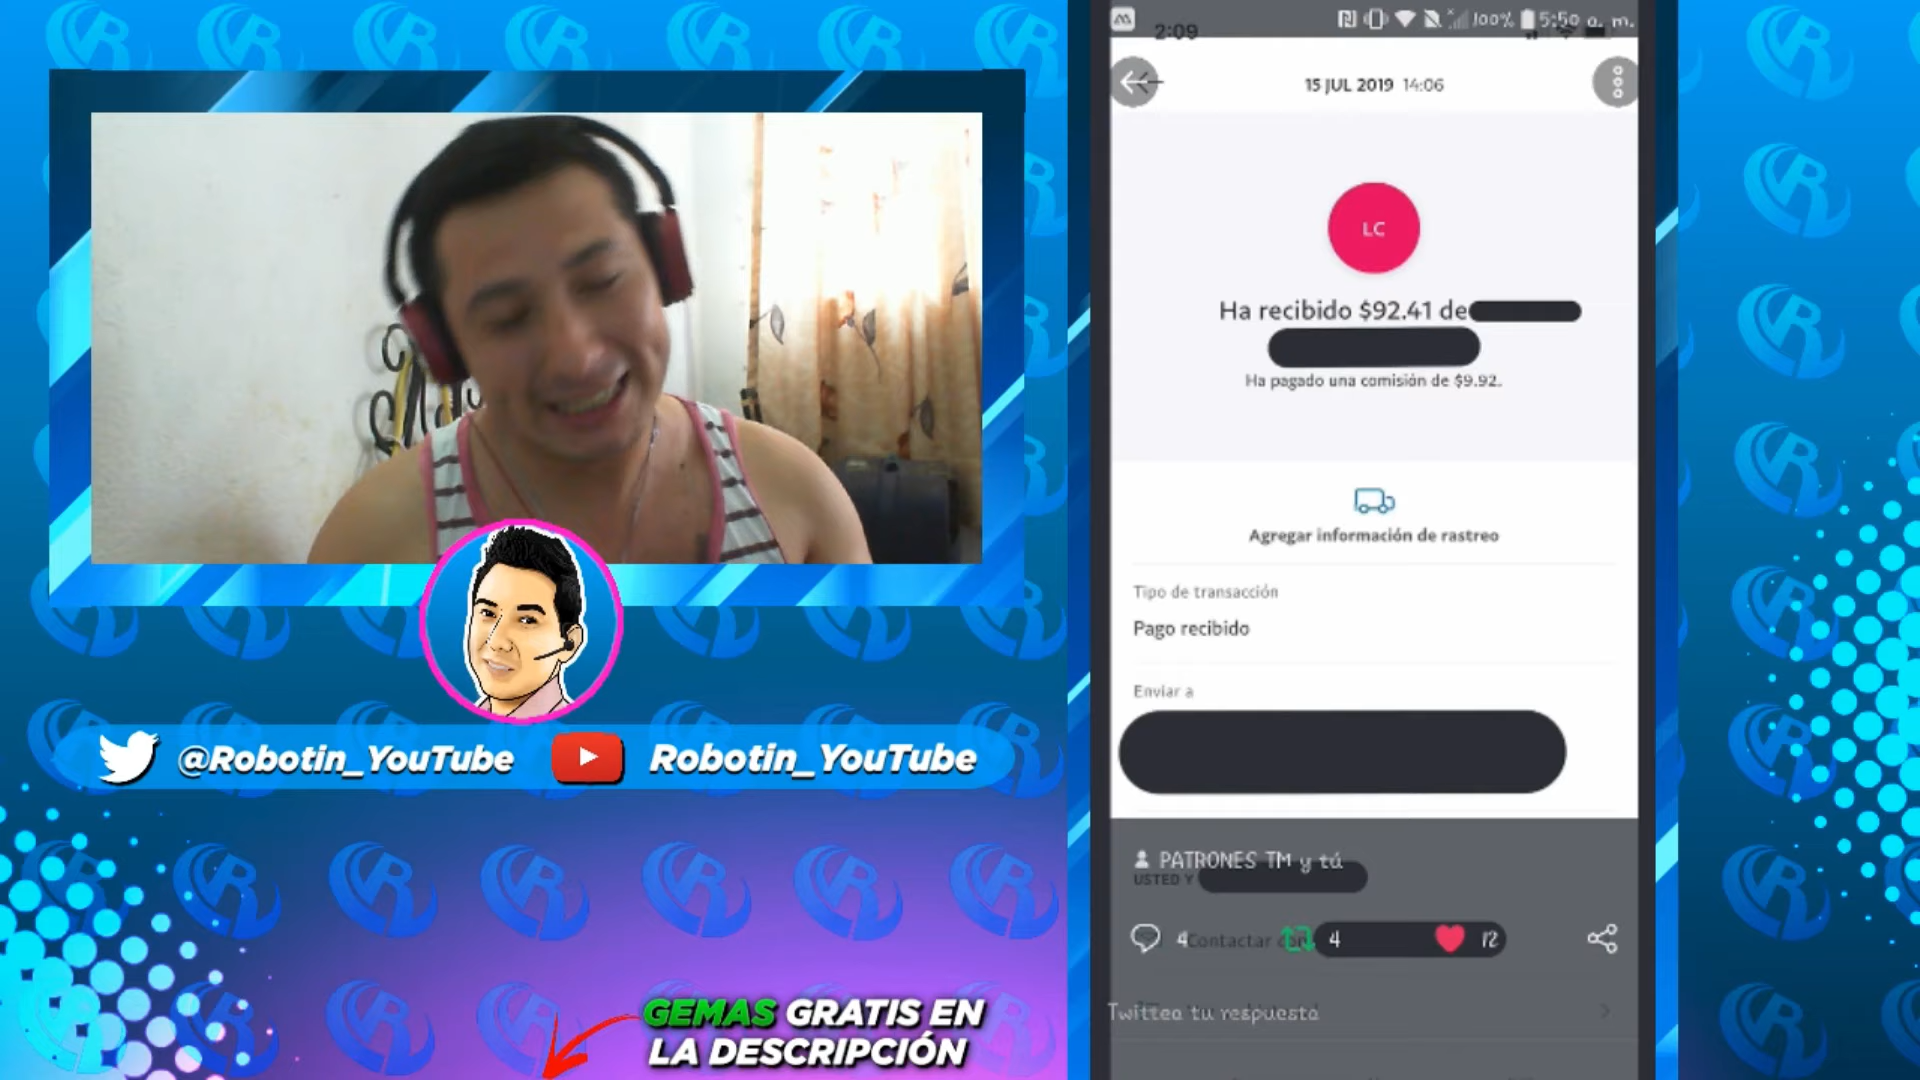 @Robotin_YouTube
Robotin_YouTube
GEMAS GRATIS EN
LA DESCRIPCIÓN
2:09
100% 5:50 a. m.
15 JUL 2019 14:06
LC
Ha recibido $92.41 de
Ha pagado una comisión de $9.92.
Agregar información de rastreo
Tipo de transacción
Pago recibido
Enviar a
PATRONES TM y tú
USTED Y
4 Contactar con 4 12
Twittea tu respuesta